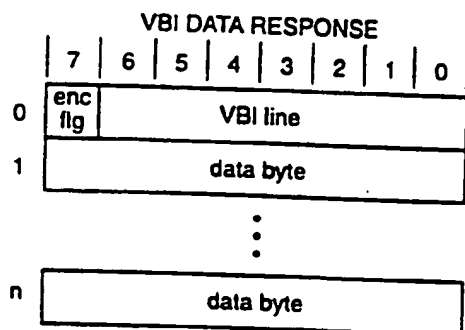 VBI DATA RESPONSE
7 6 5 4 3 2 1 0
0 enc flg VBI line
1 data byte
n data byte